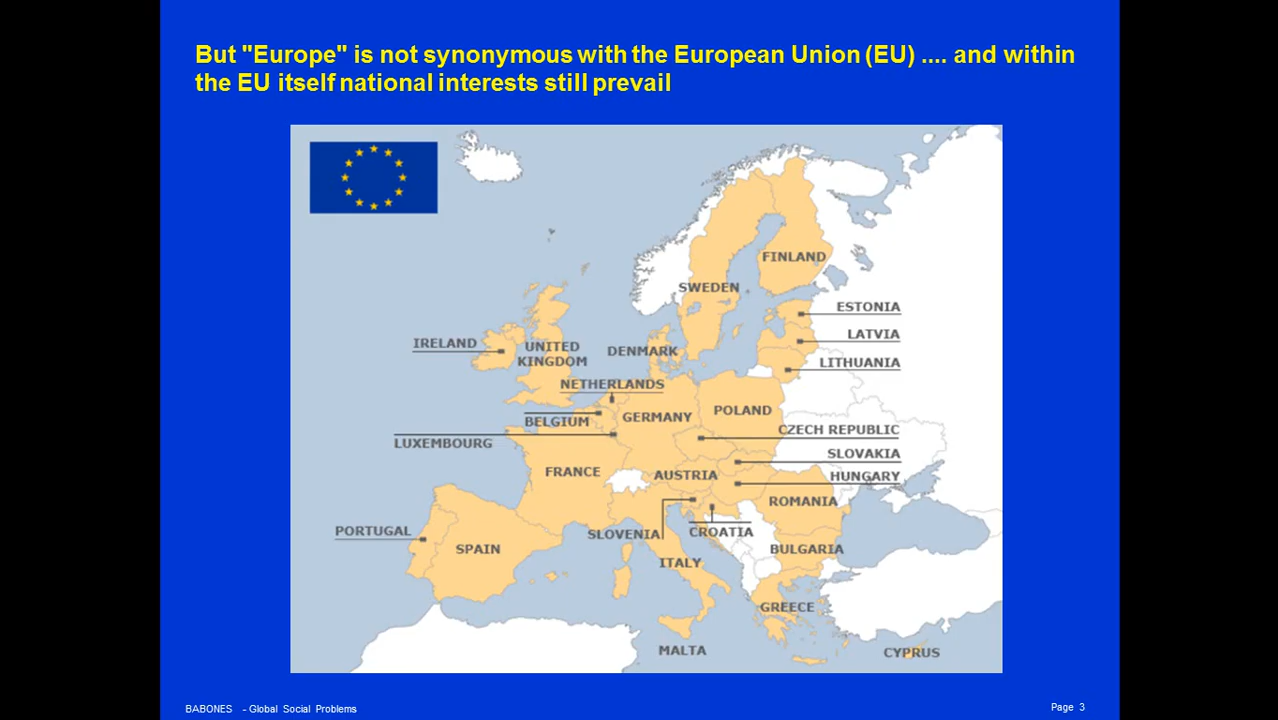 But "Europe" is not synonymous with the European Union (EU) .... and within
the EU itself national interests still prevail
FINLAND
SWEDEN
ESTONIA
IRELAND
UNITED
KINGDOM
DENMARK
LATVIA
LITHUANIA
NETHERLANDS
BELGIUM
GERMANY
POLAND
LUXEMBOURG
CZECH REPUBLIC
SLOVAKIA
FRANCE
AUSTRIA
HUNGARY
ROMANIA
PORTUGAL
SPAIN
SLOVENIA
CROATIA
BULGARIA
ITALY
GREECE
MALTA
CYPRUS
BABONES - Global Social Problems
Page 3